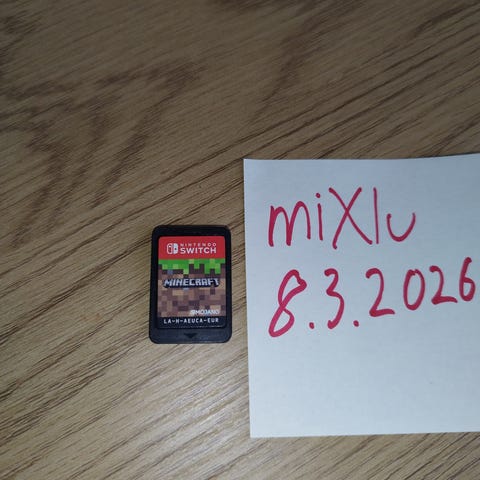 NINTENDO
SWITCH
MINECRAFT
MOJANG
LA-H-AEUCA-EUR
miXlu
8.3.2026